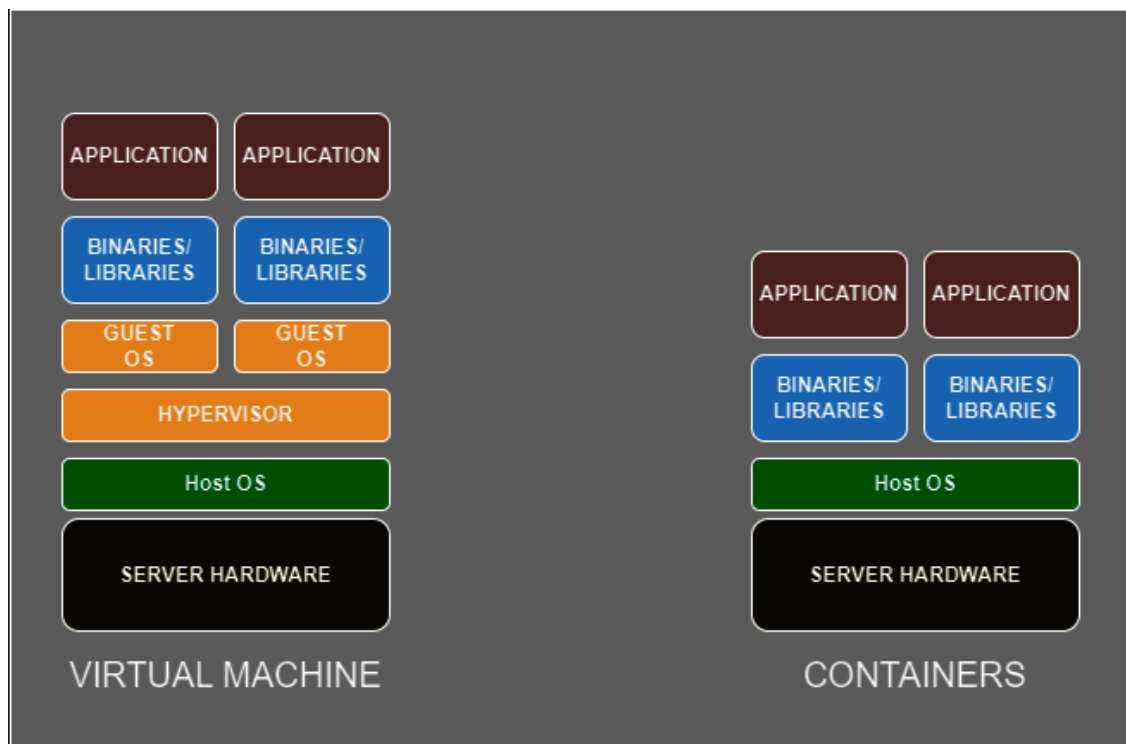 APPLICATION APPLICATION
BINARIES/ BINARIES/
LIBRARIES LIBRARIES
GUEST GUEST
OS OS
HYPERVISOR
Host OS
SERVER HARDWARE
VIRTUAL MACHINE
APPLICATION APPLICATION
BINARIES/ BINARIES/
LIBRARIES LIBRARIES
Host OS
SERVER HARDWARE
CONTAINERS